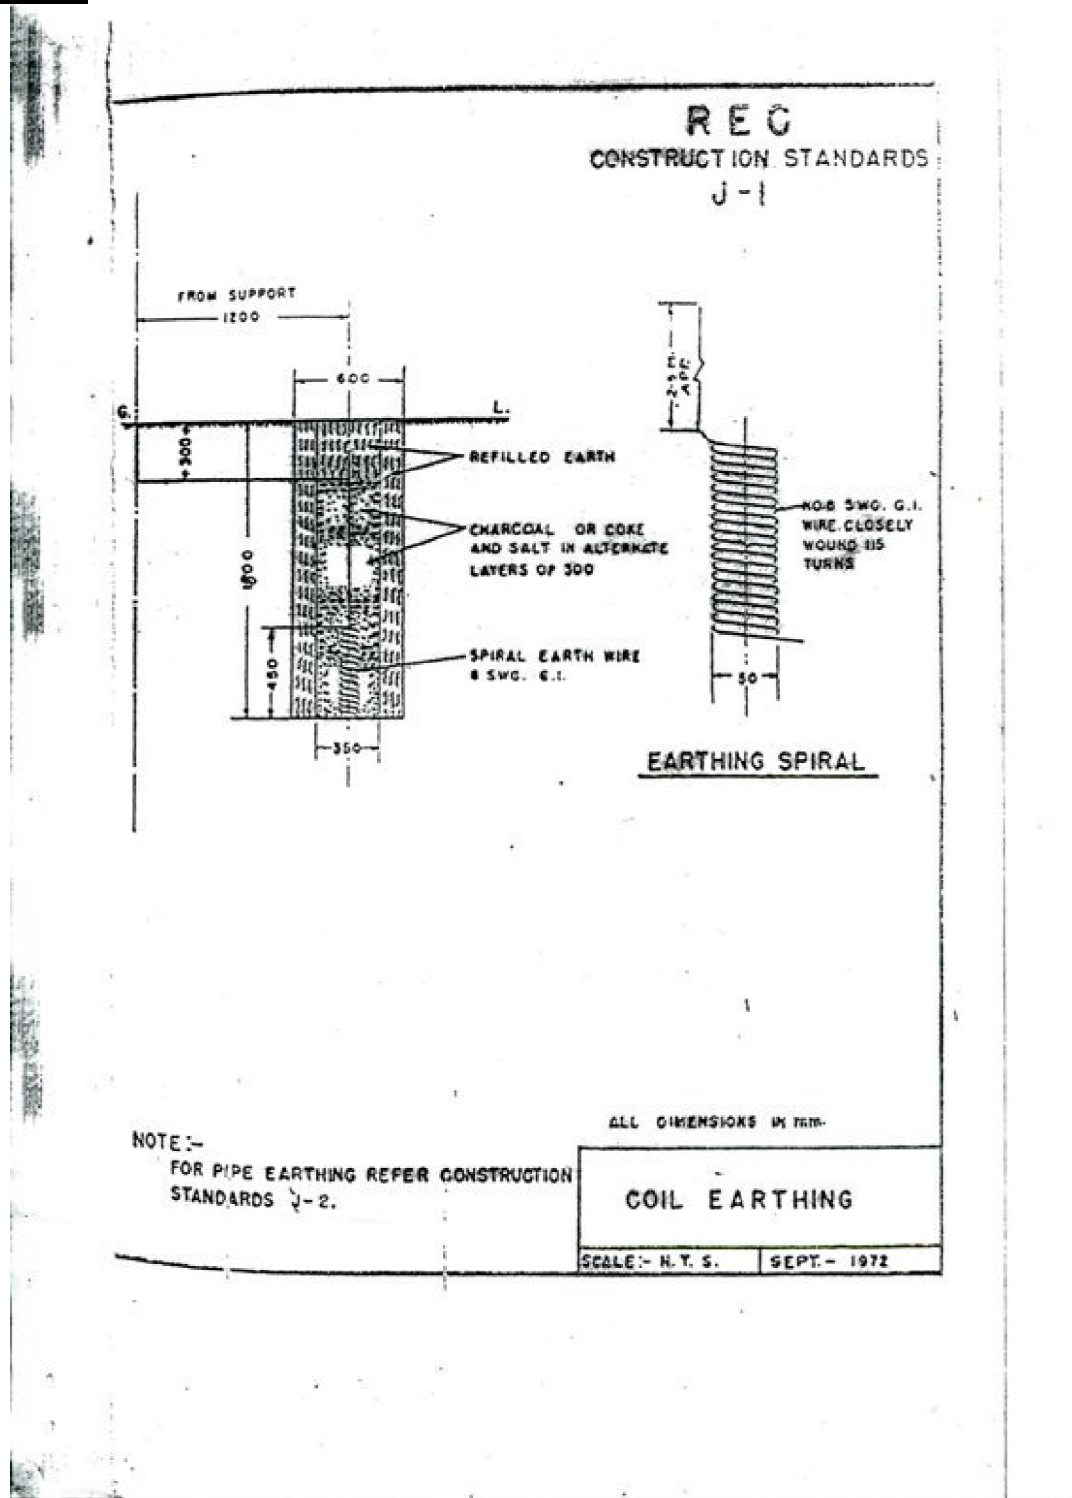 REC
CONSTRUCTION STANDARDS
J-1
FROM SUPPORT
1200
600
G.
L.
300
REFILLED EARTH
CHARCOAL OR COKE
AND SALT IN ALTERNATE
LAYERS OF 300
1800
450
SPIRAL EARTH WIRE
8 SWG. G.I.
350
APP.
NO.8 SWG. G.I.
WIRE CLOSELY
WOUND 115
TURNS
50
EARTHING SPIRAL
ALL DIMENSIONS IN mm.
NOTE:-
FOR PIPE EARTHING REFER CONSTRUCTION
STANDARDS J-2.
COIL EARTHING
SCALE:- N.T.S.
SEPT.- 1972